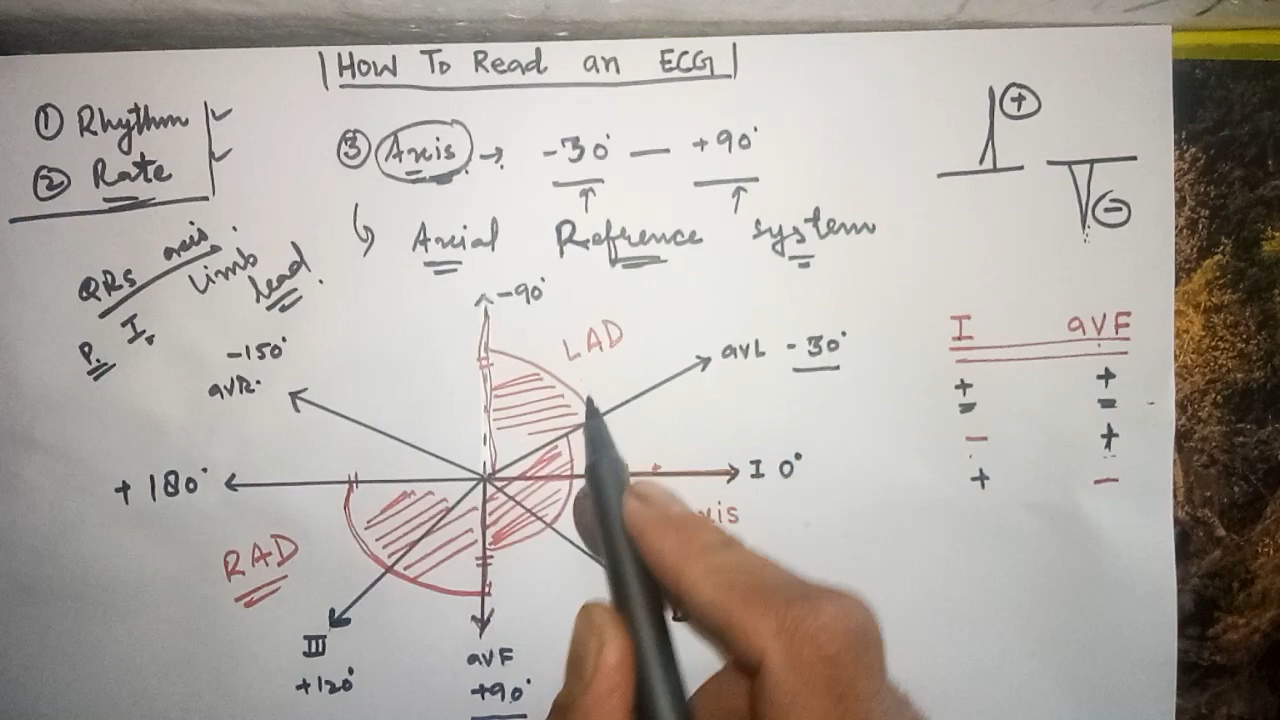 How To Read an ECG
① Rhythm
② Rate
③ Axis → -30° — +90°
Axial Refrence system
QRS axis
limb
lead
P. I.
+
-
-90°
LAD
-150°
avR.
avL -30°
+ 180°
I 0°
xis
RAD
III
+120°
avF
+90°
I avF
+ +
- +
+ -